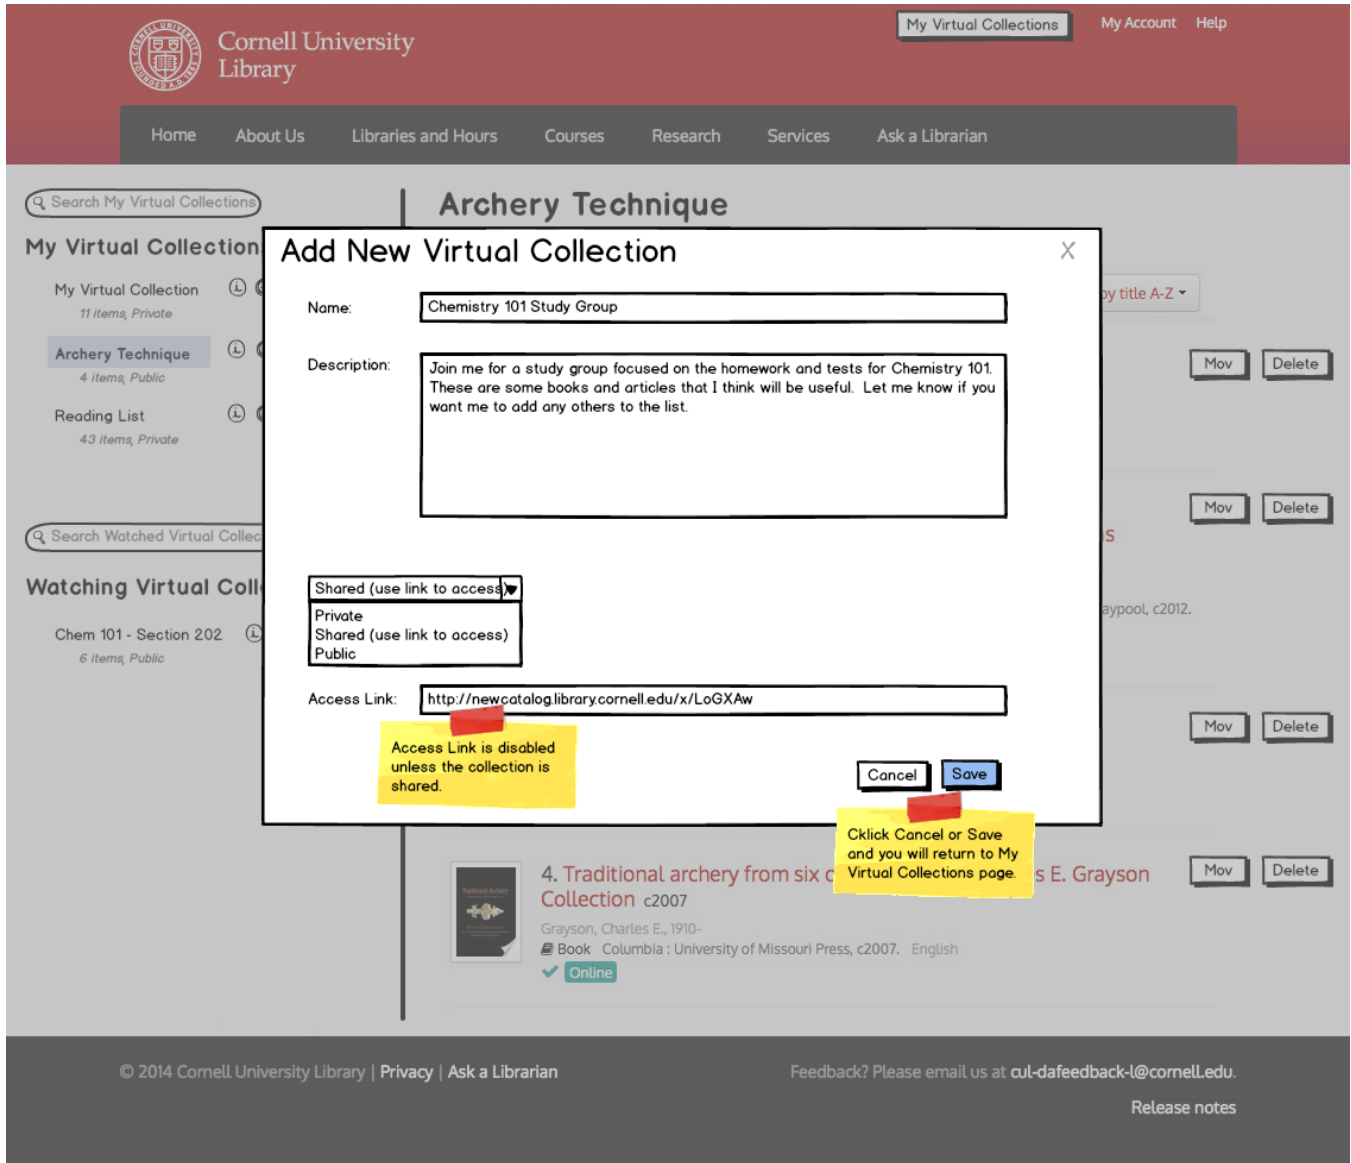 Cornell University
Library
My Virtual Collections
My Account
Help
Home
About Us
Libraries and Hours
Courses
Research
Services
Ask a Librarian
Search My Virtual Collections
My Virtual Collection
My Virtual Collection
11 items, Private
Archery Technique
4 items, Public
Reading List
43 items, Private
Search Watched Virtual Collec
Watching Virtual Coll
Chem 101 - Section 202
6 items, Public
Archery Technique
by title A-Z
Mov
Delete
Mov
Delete
aypool, c2012.
Mov
Delete
Add New Virtual Collection
X
Name:
Chemistry 101 Study Group
Description:
Join me for a study group focused on the homework and tests for Chemistry 101.
These are some books and articles that I think will be useful. Let me know if you
want me to add any others to the list.
Shared (use link to access)
Private
Shared (use link to access)
Public
Access Link:
http://newcatalog.library.cornell.edu/x/LoGXAw
Access Link is disabled
unless the collection is
shared.
Cancel
Save
Cklick Cancel or Save
and you will return to My
Virtual Collections page.
4. Traditional archery from six c
s E. Grayson
Collection c2007
Grayson, Charles E., 1910-
Book Columbia : University of Missouri Press, c2007. English
Online
Mov
Delete
© 2014 Cornell University Library | Privacy | Ask a Librarian
Feedback? Please email us at cul-dafeedback-l@cornell.edu.
Release notes